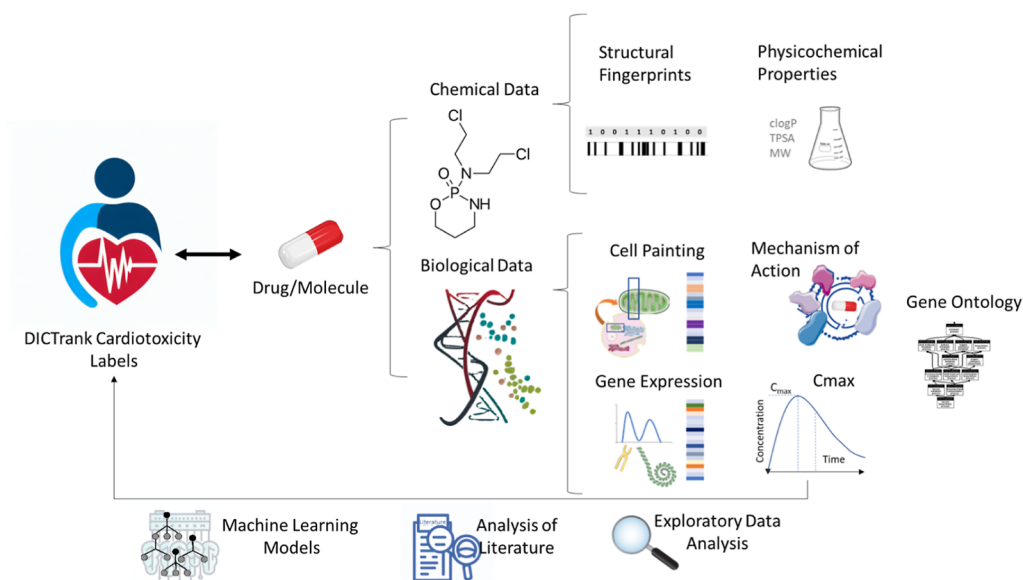 Structural
Fingerprints
Physicochemical
Properties
Chemical Data
1 0 0 1 1 1 0 1 0 0
clogP
TPSA
MW
Cl
Cl
N
O
P
O
NH
Drug/Molecule
DICTrank Cardiotoxicity
Labels
Biological Data
Cell Painting
Mechanism of
Action
Gene Ontology
Gene Expression
Cmax
Cmax
Concentration
Time
Machine Learning
Models
Literature
Analysis of
Literature
Exploratory Data
Analysis